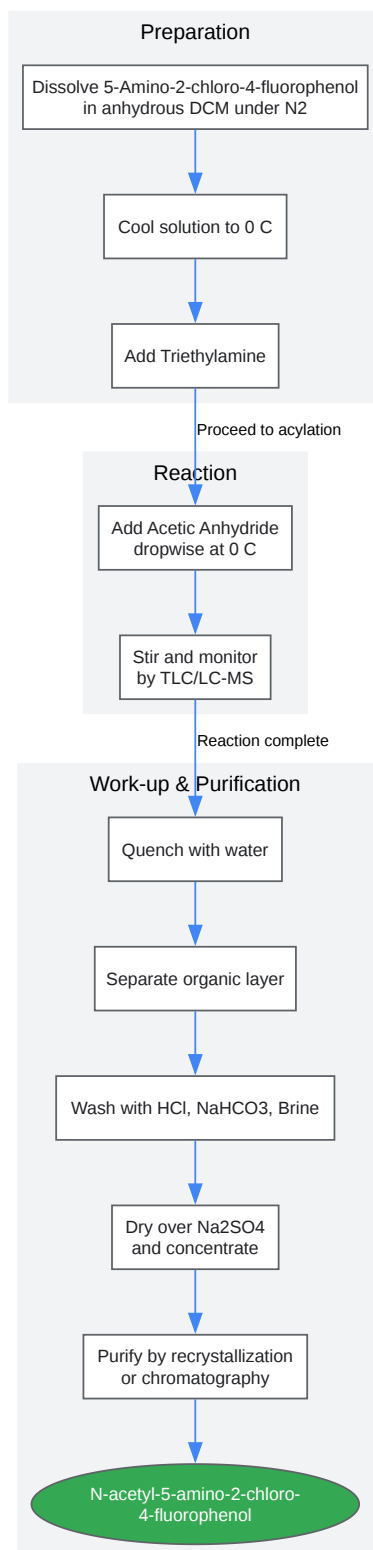 Preparation
Dissolve 5-Amino-2-chloro-4-fluorophenol
in anhydrous DCM under N2
Cool solution to 0 C
Add Triethylamine
Proceed to acylation
Reaction
Add Acetic Anhydride
dropwise at 0 C
Stir and monitor
by TLC/LC-MS
Reaction complete
Work-up & Purification
Quench with water
Separate organic layer
Wash with HCl, NaHCO3, Brine
Dry over Na2SO4
and concentrate
Purify by recrystallization
or chromatography
N-acetyl-5-amino-2-chloro-
4-fluorophenol